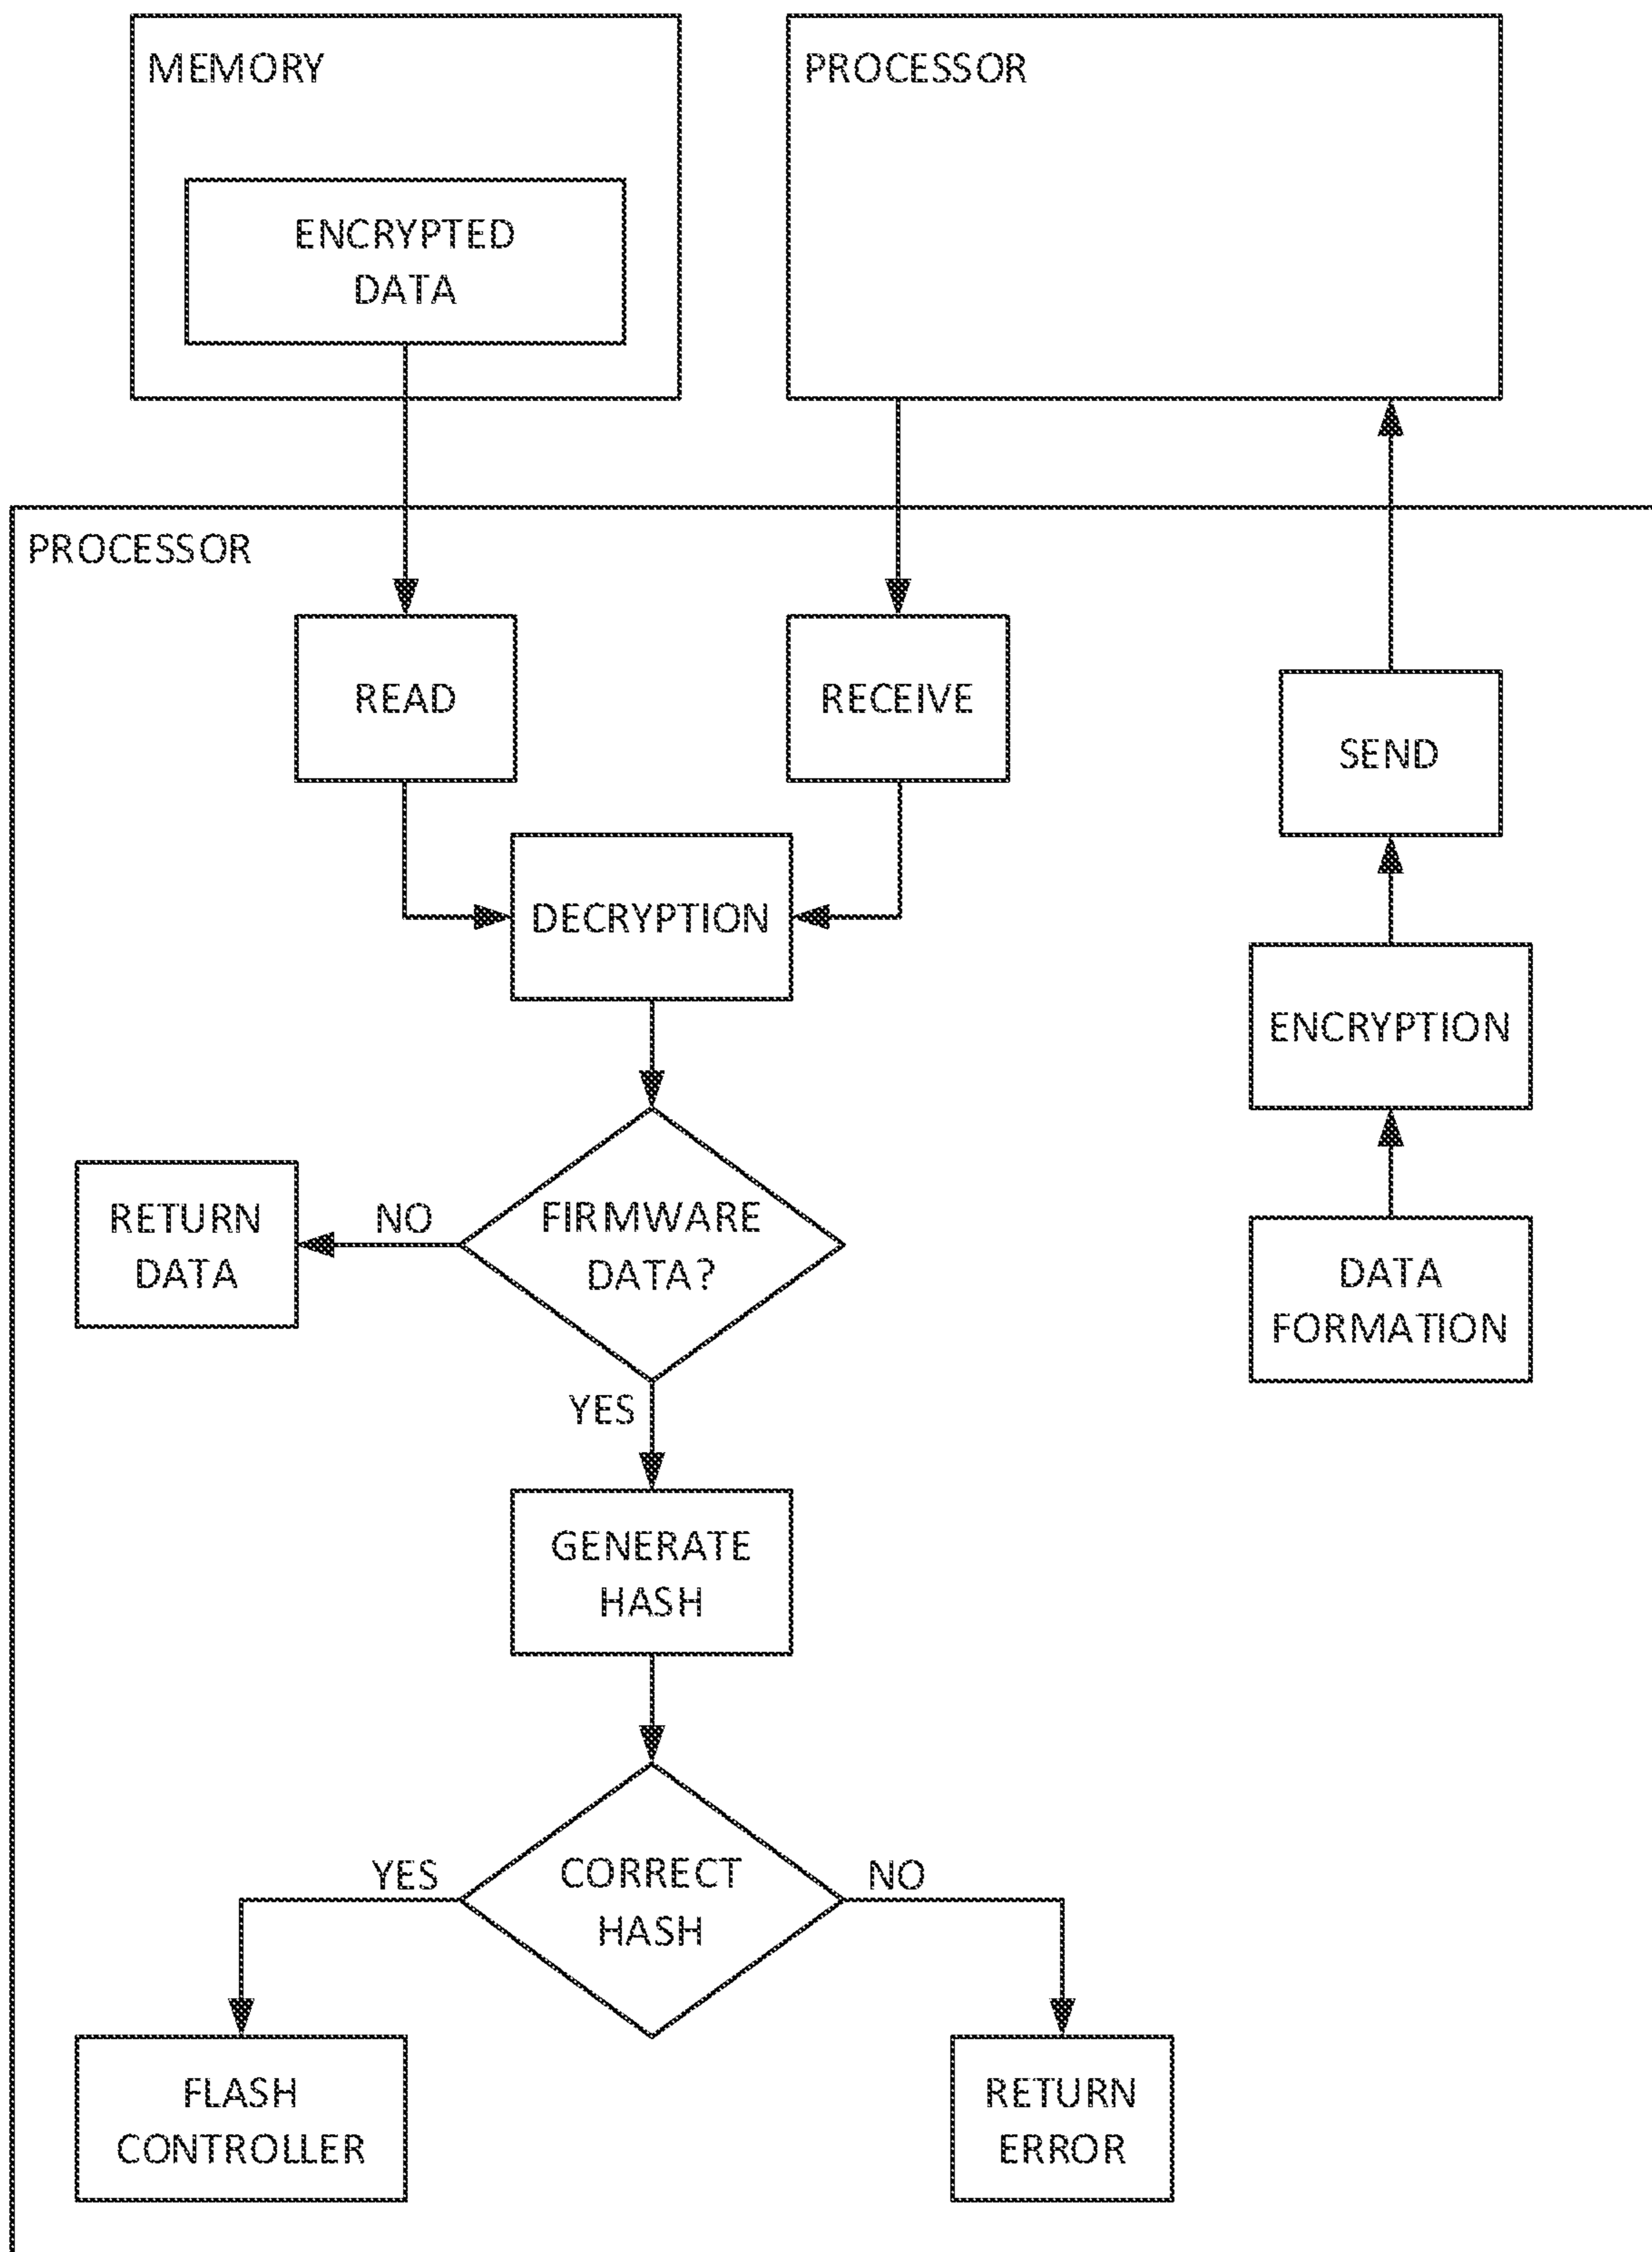 MEMORY
PROCESSOR
ENCRYPTED
DATA
PROCESSOR
READ
RECEIVE
SEND
DECRYPTION
ENCRYPTION
RETURN
DATA
NO
FIRMWARE
DATA?
DATA
FORMATION
YES
GENERATE
HASH
YES
CORRECT
HASH
NO
FLASH
CONTROLLER
RETURN
ERROR